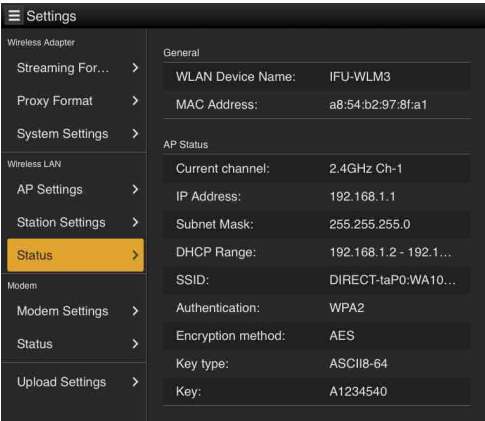 Settings
Wireless Adapter
Streaming For...
Proxy Format
System Settings
Wireless LAN
AP Settings
Station Settings
Status
Modem
Modem Settings
Status
Upload Settings
General
WLAN Device Name: IFU-WLM3
MAC Address: a8:54:b2:97:8f:a1
AP Status
Current channel: 2.4GHz Ch-1
IP Address: 192.168.1.1
Subnet Mask: 255.255.255.0
DHCP Range: 192.168.1.2 - 192.1...
SSID: DIRECT-taP0:WA10...
Authentication: WPA2
Encryption method: AES
Key type: ASCII8-64
Key: A1234540